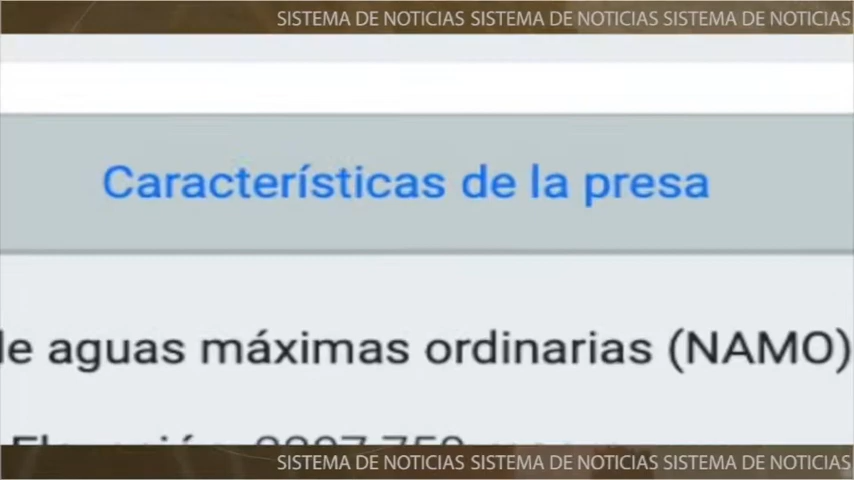 SISTEMA DE NOTICIAS SISTEMA DE NOTICIAS SISTEMA DE NOTICIAS
Características de la presa
le aguas máximas ordinarias (NAMO)
SISTEMA DE NOTICIAS SISTEMA DE NOTICIAS SISTEMA DE NOTICIAS